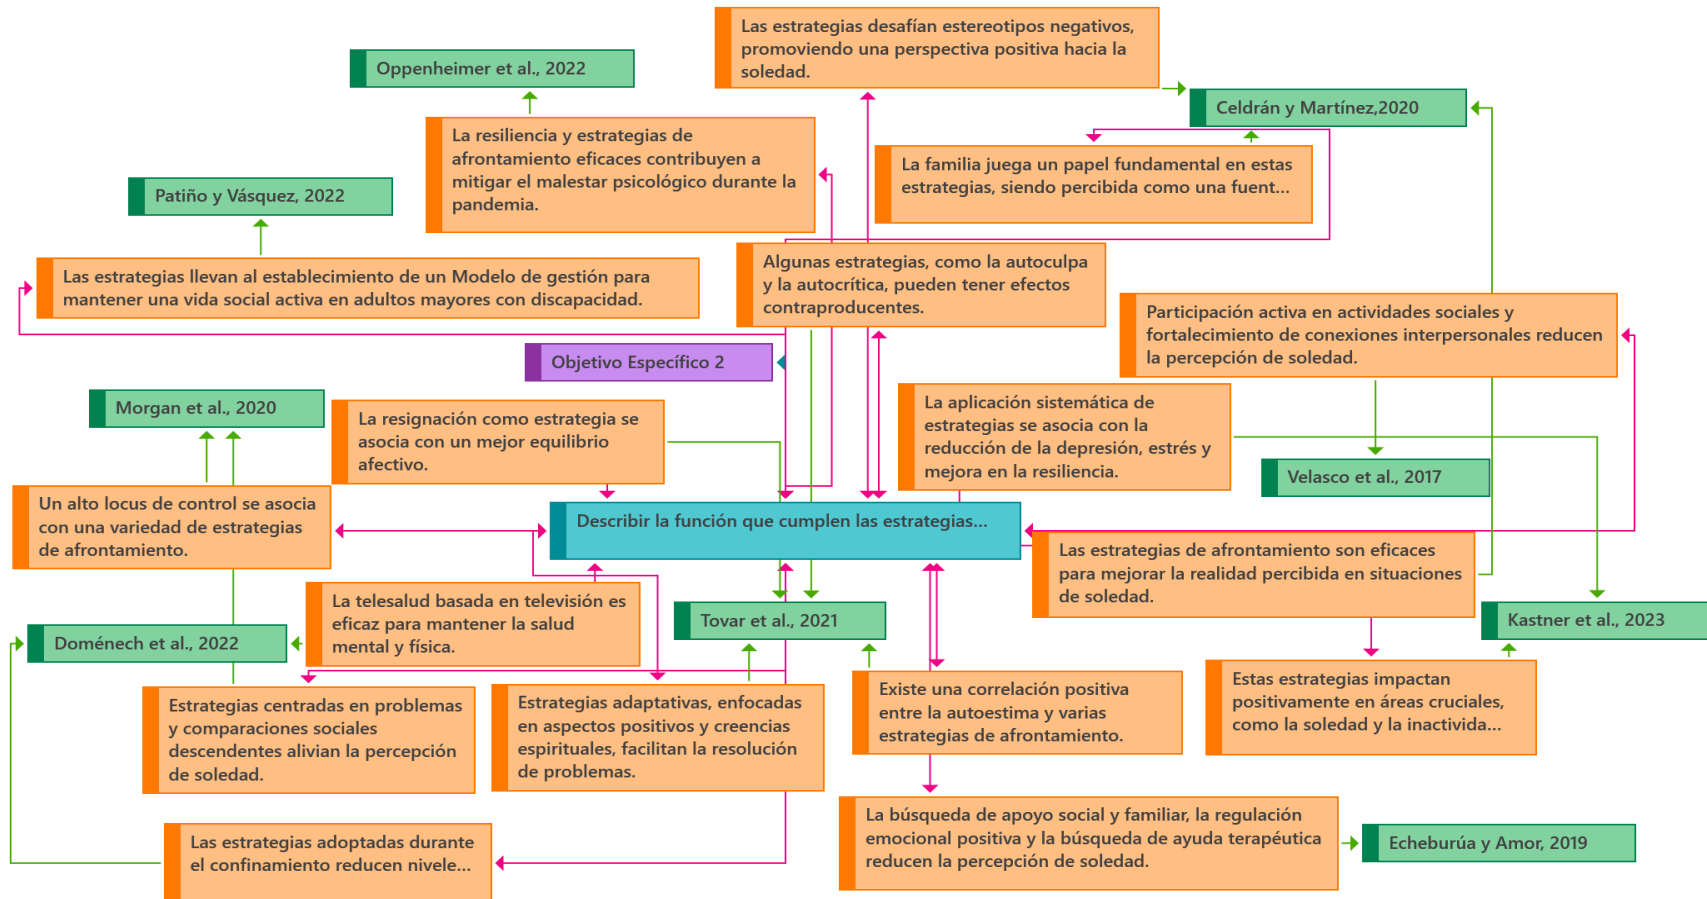 Las estrategias desafían estereotipos negativos,
promoviendo una perspectiva positiva hacia la
soledad.
Oppenheimer et al., 2022
Celdrán y Martínez,2020
La resiliencia y estrategias de
afrontamiento eficaces contribuyen a
mitigar el malestar psicológico durante la
pandemia.
La familia juega un papel fundamental en estas
estrategias, siendo percibida como una fuent...
Patiño y Vásquez, 2022
Las estrategias llevan al establecimiento de un Modelo de gestión para
mantener una vida social activa en adultos mayores con discapacidad.
Algunas estrategias, como la autoculpa
y la autocrítica, pueden tener efectos
contraproducentes.
Participación activa en actividades sociales y
fortalecimiento de conexiones interpersonales reducen
la percepción de soledad.
Objetivo Específico 2
Morgan et al., 2020
La resignación como estrategia se
asocia con un mejor equilibrio
afectivo.
La aplicación sistemática de
estrategias se asocia con la
reducción de la depresión, estrés y
mejora en la resiliencia.
Velasco et al., 2017
Un alto locus de control se asocia
con una variedad de estrategias
de afrontamiento.
Describir la función que cumplen las estrategias...
Las estrategias de afrontamiento son eficaces
para mejorar la realidad percibida en situaciones
de soledad.
La telesalud basada en televisión es
eficaz para mantener la salud
mental y física.
Tovar et al., 2021
Kastner et al., 2023
Doménech et al., 2022
Estrategias centradas en problemas
y comparaciones sociales
descendentes alivian la percepción
de soledad.
Estrategias adaptativas, enfocadas
en aspectos positivos y creencias
espirituales, facilitan la resolución
de problemas.
Existe una correlación positiva
entre la autoestima y varias
estrategias de afrontamiento.
Estas estrategias impactan
positivamente en áreas cruciales,
como la soledad y la inactivida...
Las estrategias adoptadas durante
el confinamiento reducen nivele...
La búsqueda de apoyo social y familiar, la regulación
emocional positiva y la búsqueda de ayuda terapéutica
reducen la percepción de soledad.
Echeburúa y Amor, 2019